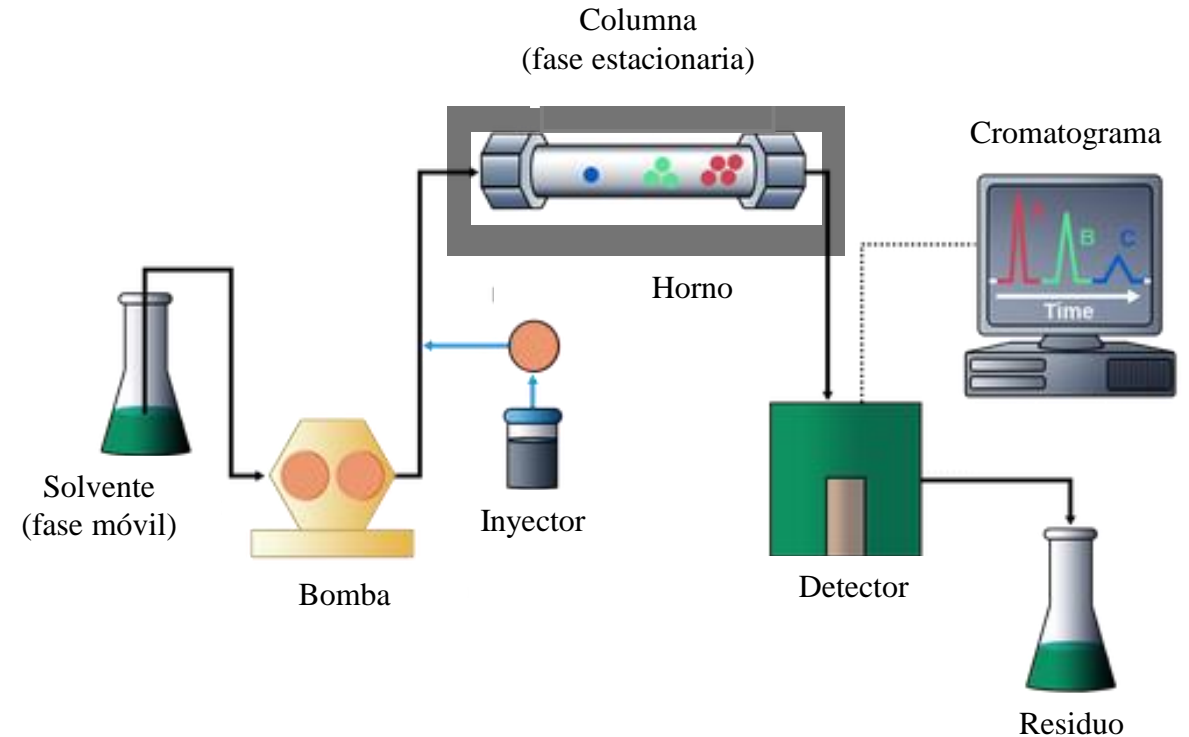 Columna
(fase estacionaria)
Cromatograma
A
B
C
Time
Horno
Solvente
(fase móvil)
Inyector
Bomba
Detector
Residuo